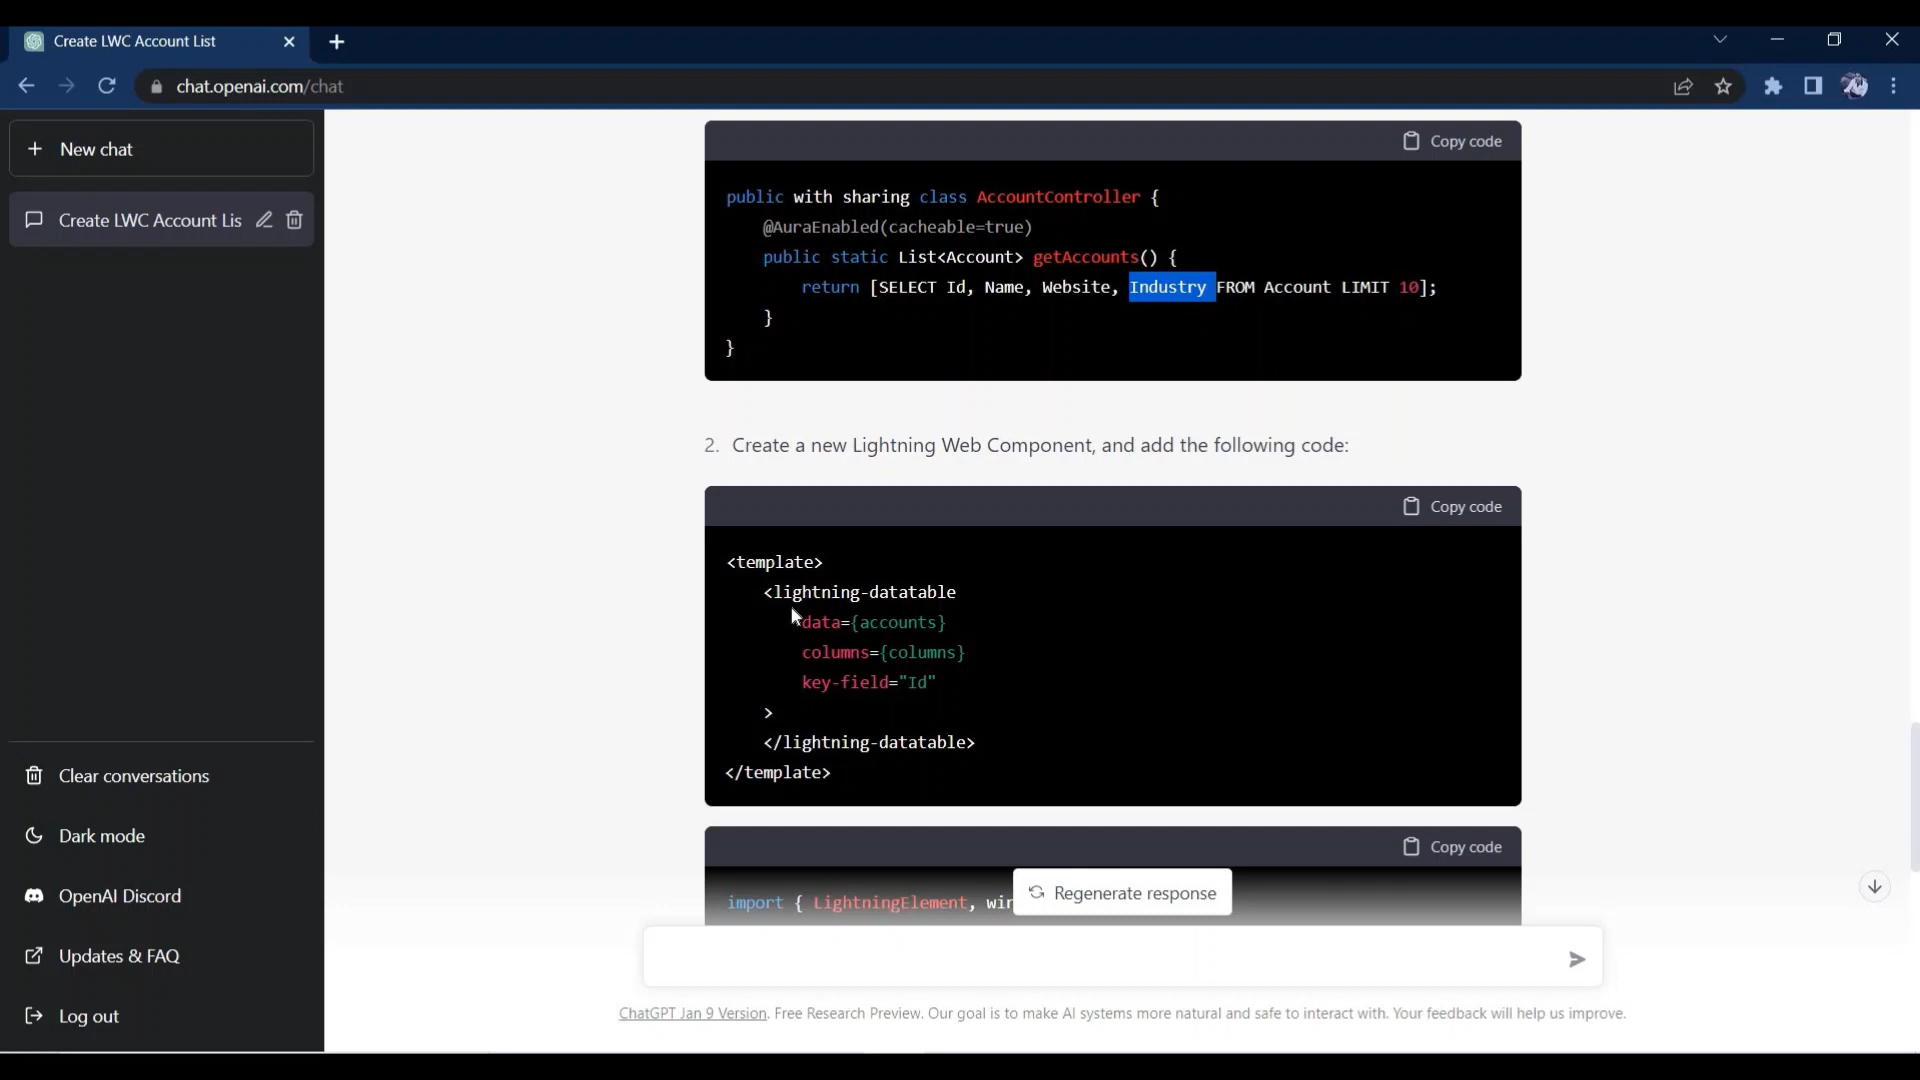 Create LWC Account List
chat.openai.com/chat
New chat
Create LWC Account Lis
Clear conversations
Dark mode
OpenAI Discord
Updates & FAQ
Log out
Copy code
public with sharing class AccountController {
@AuraEnabled(cacheable=true)
public static List<Account> getAccounts() {
return [SELECT Id, Name, Website, Industry FROM Account LIMIT 10];
}
}
2. Create a new Lightning Web Component, and add the following code:
Copy code
<template>
<lightning-datatable
data={accounts}
columns={columns}
key-field="Id"
>
</lightning-datatable>
</template>
Copy code
import { LightningElement, wir
Regenerate response
ChatGPT Jan 9 Version. Free Research Preview. Our goal is to make AI systems more natural and safe to interact with. Your feedback will help us improve.